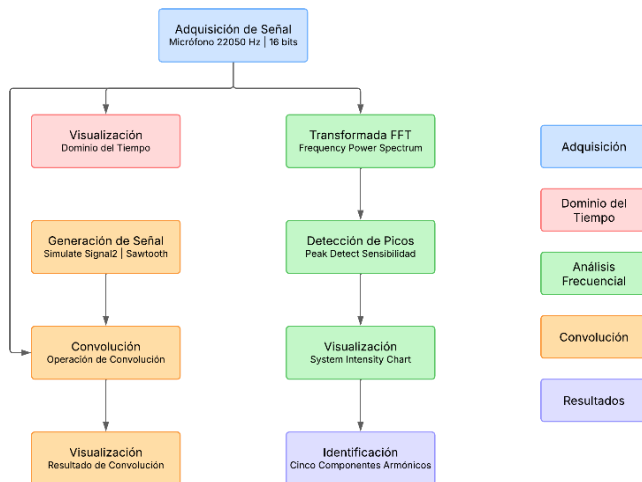 Adquisición de Señal
Micrófono 22050 Hz | 16 bits
Visualización
Dominio del Tiempo
Transformada FFT
Frequency Power Spectrum
Generación de Señal
Simulate Signal2 | Sawtooth
Detección de Picos
Peak Detect Sensibilidad
Convolución
Operación de Convolución
Visualización
System Intensity Chart
Visualización
Resultado de Convolución
Identificación
Cinco Componentes Armónicos
Adquisición
Dominio del
Tiempo
Análisis
Frecuencial
Convolución
Resultados